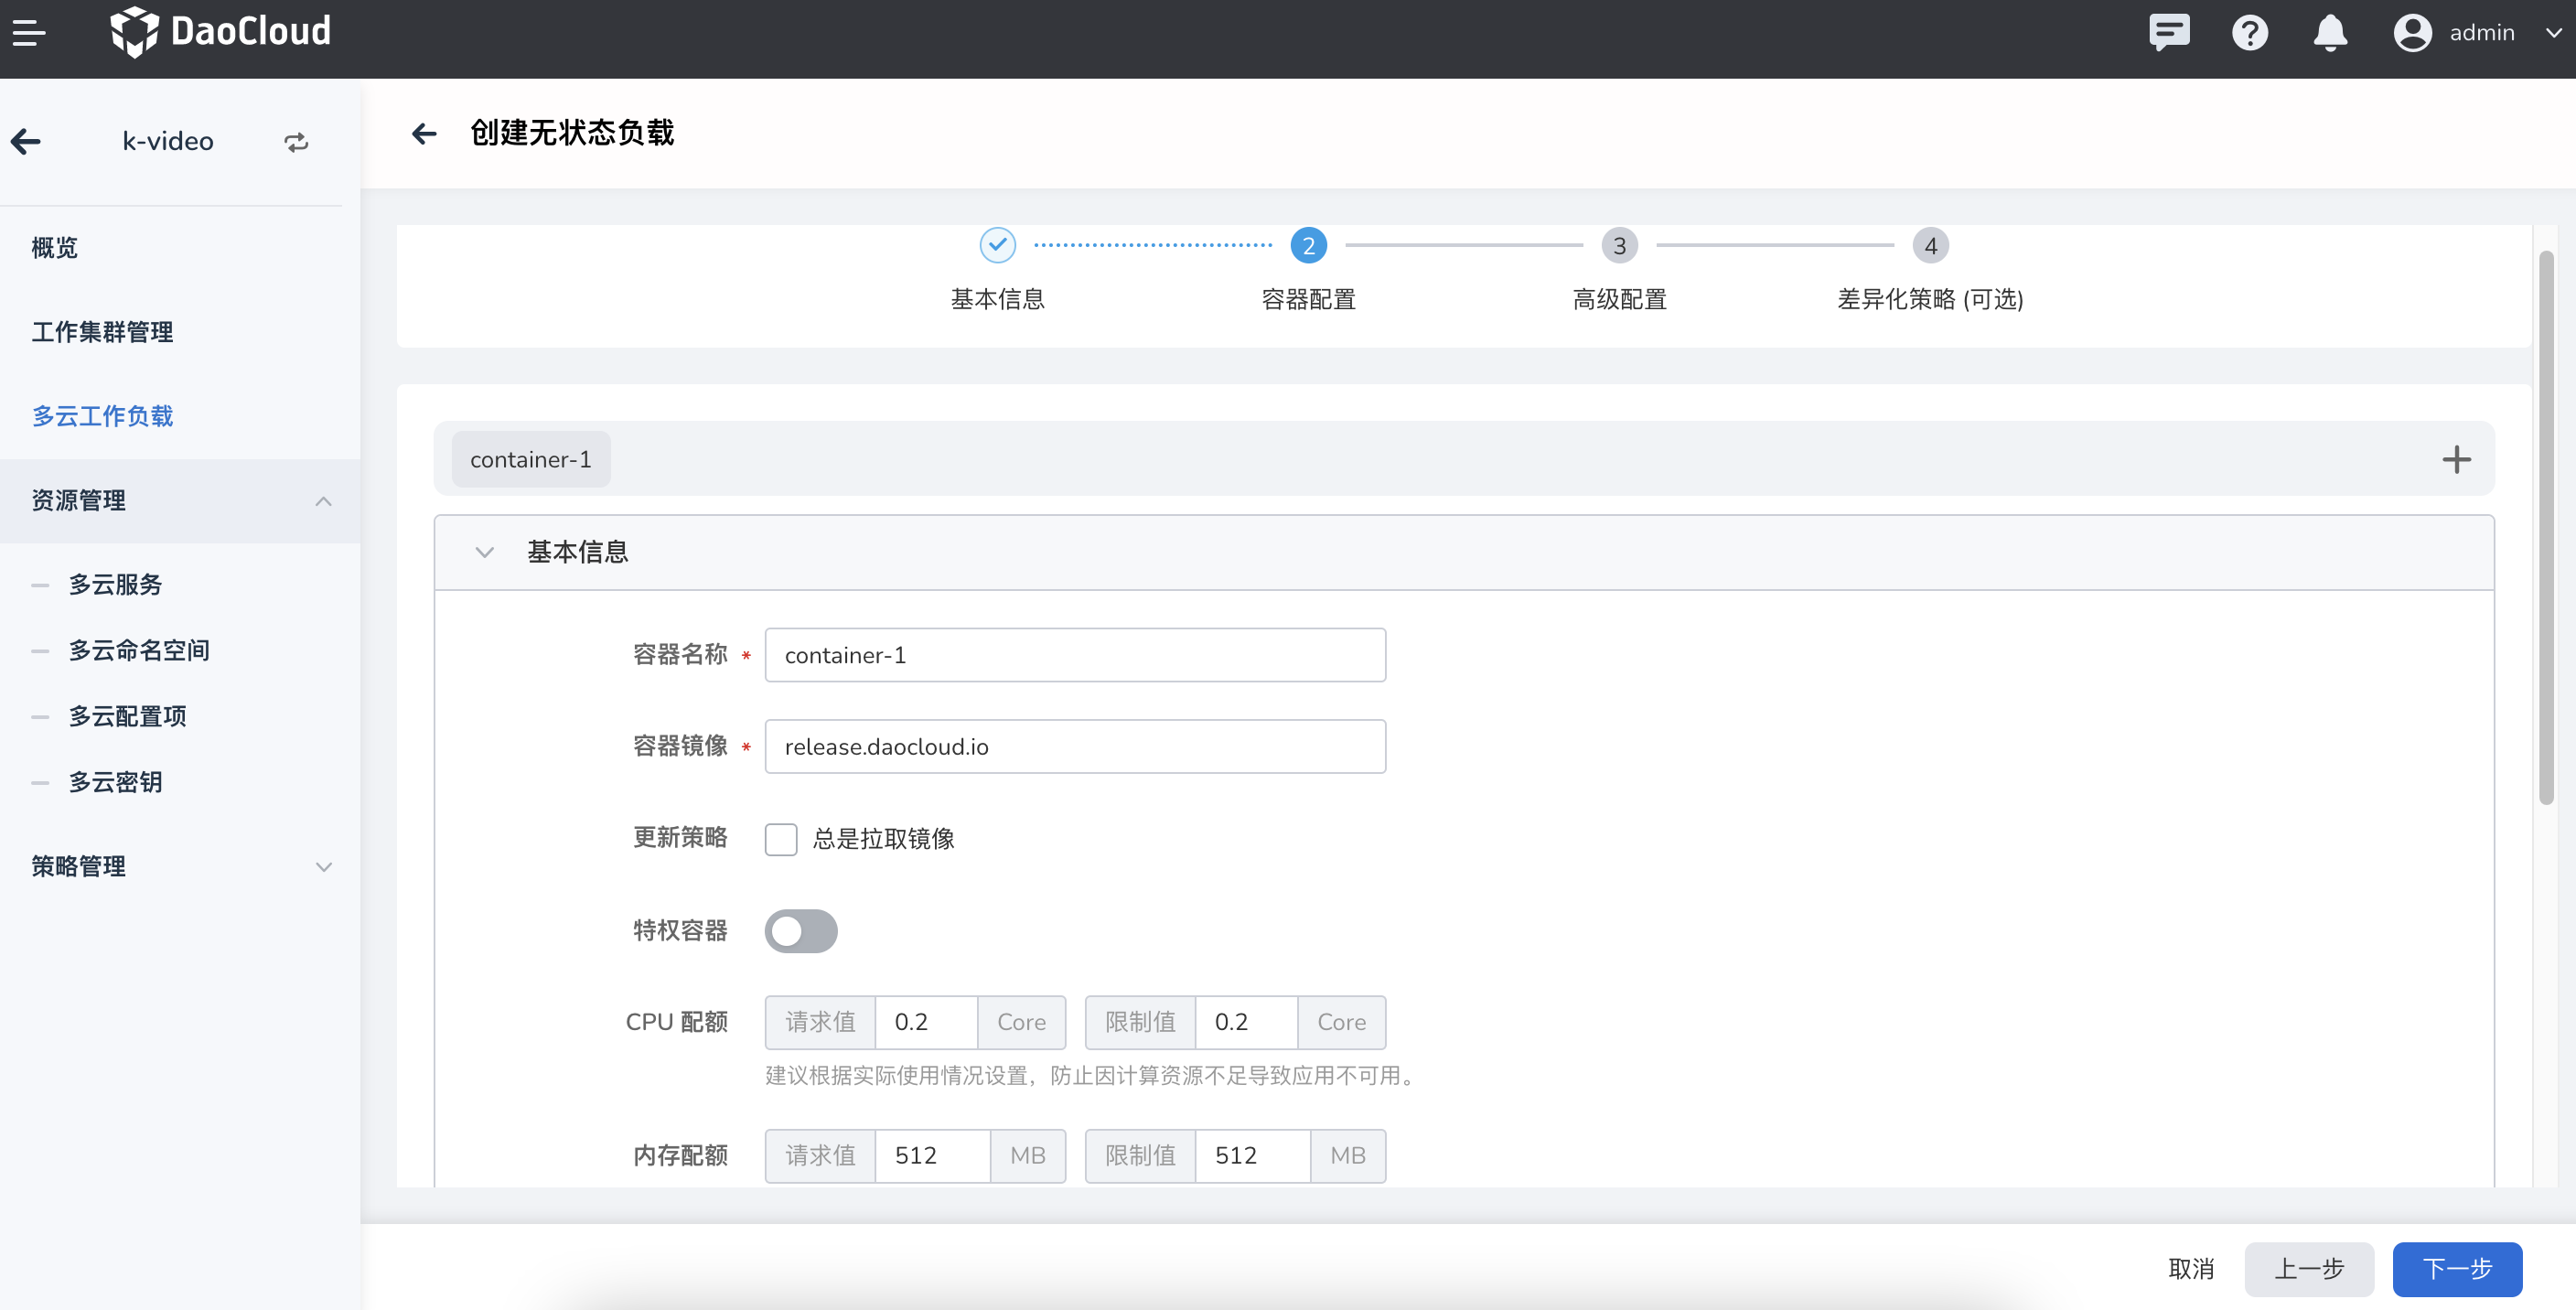 DaoCloud
admin
k-video
概览
工作集群管理
多云工作负载
资源管理
多云服务
多云命名空间
多云配置项
多云密钥
策略管理
创建无状态负载
2
3
4
基本信息
容器配置
高级配置
差异化策略 (可选)
container-1
基本信息
容器名称 * container-1
容器镜像 * release.daocloud.io
更新策略 总是拉取镜像
特权容器
CPU 配额 请求值 0.2 Core 限制值 0.2 Core
建议根据实际使用情况设置，防止因计算资源不足导致应用不可用。
内存配额 请求值 512 MB 限制值 512 MB
取消 上一步 下一步